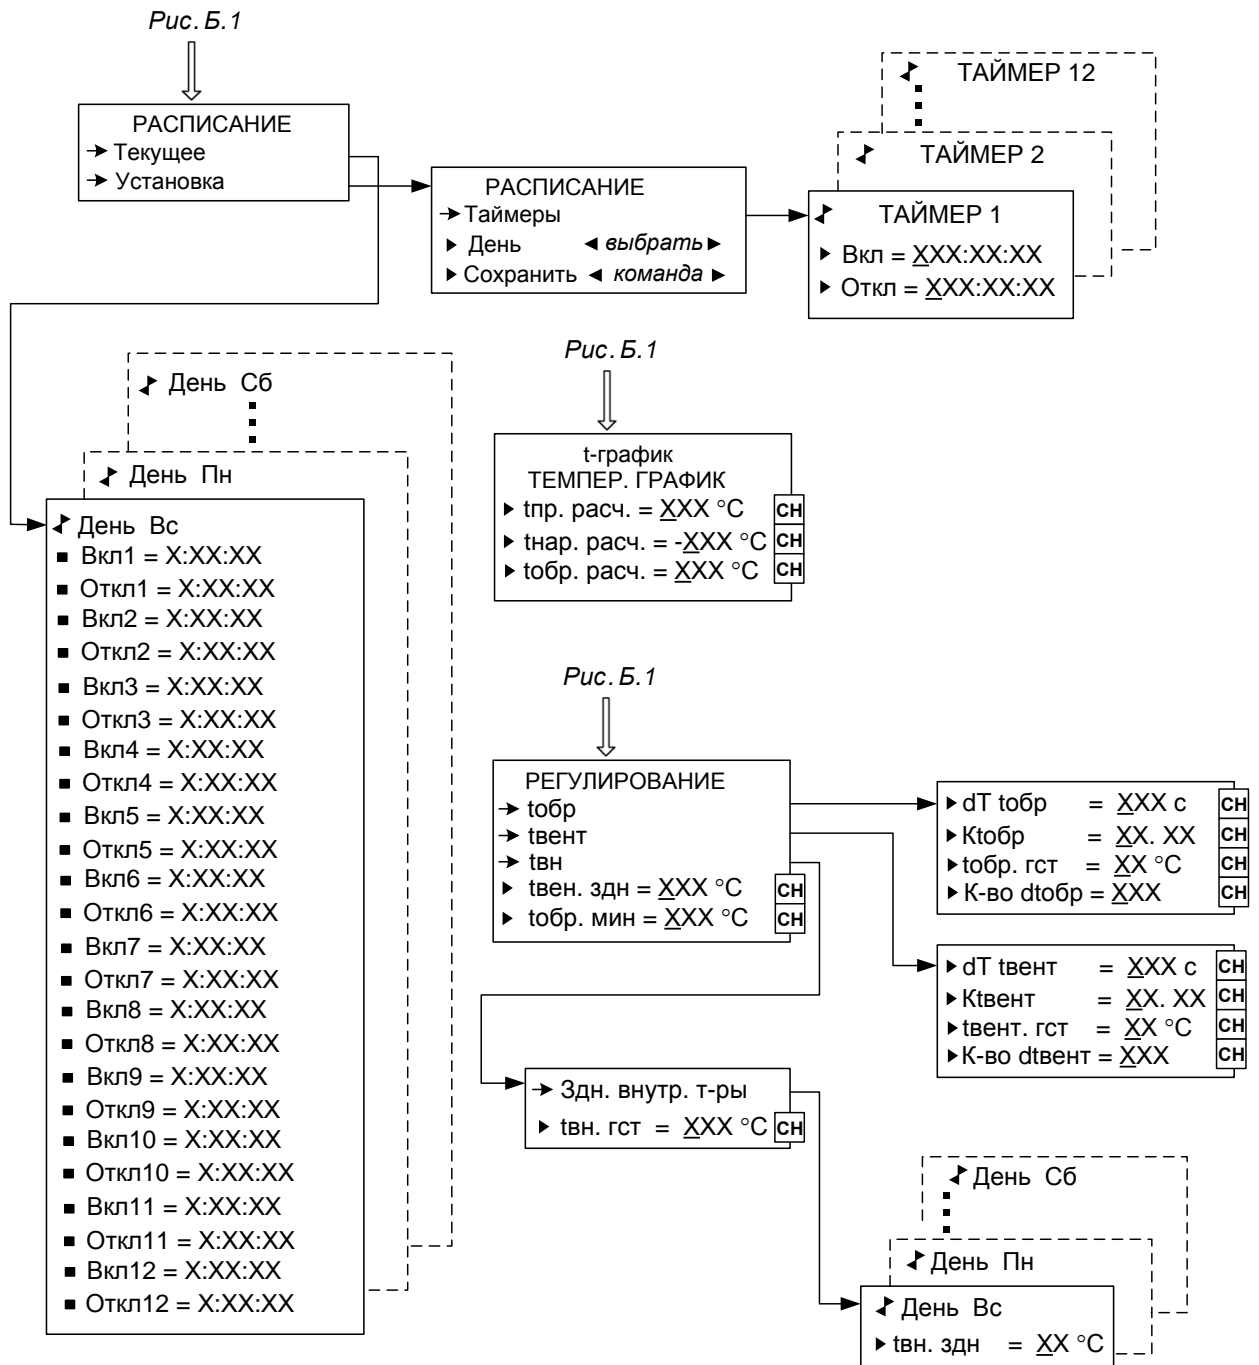 Рис. Б.1
РАСПИСАНИЕ
Текущее
Установка
РАСПИСАНИЕ
Таймеры
День выбрать
Сохранить команда
ТАЙМЕР 12
ТАЙМЕР 2
ТАЙМЕР 1
Вкл = XXX:XX:XX
Откл = XXX:XX:XX
День Сб
День Пн
День Вс
Вкл1 = X:XX:XX
Откл1 = X:XX:XX
Вкл2 = X:XX:XX
Откл2 = X:XX:XX
Вкл3 = X:XX:XX
Откл3 = X:XX:XX
Вкл4 = X:XX:XX
Откл4 = X:XX:XX
Вкл5 = X:XX:XX
Откл5 = X:XX:XX
Вкл6 = X:XX:XX
Откл6 = X:XX:XX
Вкл7 = X:XX:XX
Откл7 = X:XX:XX
Вкл8 = X:XX:XX
Откл8 = X:XX:XX
Вкл9 = X:XX:XX
Откл9 = X:XX:XX
Вкл10 = X:XX:XX
Откл10 = X:XX:XX
Вкл11 = X:XX:XX
Откл11 = X:XX:XX
Вкл12 = X:XX:XX
Откл12 = X:XX:XX
Рис. Б.1
t-график
ТЕМПЕР. ГРАФИК
tпр. расч. = XXX °C СН
tнар. расч. = -XXX °C СН
tобр. расч. = XXX °C СН
Рис. Б.1
РЕГУЛИРОВАНИЕ
tобр
tвент
tвн
tвен. здн = XXX °C СН
tобр. мин = XXX °C СН
dT tобр = XXX с СН
Ktобр = XX. XX СН
tобр. гст = XX °C СН
К-во dtобр = XXX СН
dT tвент = XXX с СН
Ktвент = XX. XX СН
tвент. гст = XX °C СН
К-во dtвент = XXX СН
Здн. внутр. т-ры
tвн. гст = XXX °C СН
День Сб
День Пн
День Вс
tвн. здн = XX °C